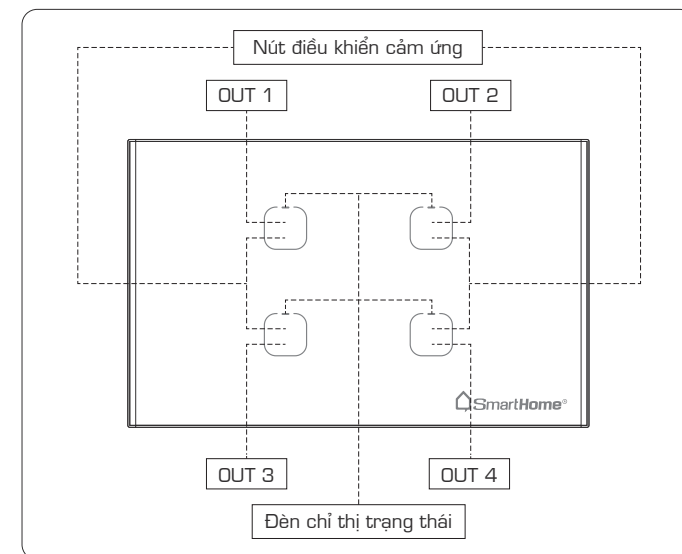 Nút điều khiển cảm ứng
OUT 1
OUT 2
SmartHome®
OUT 3
OUT 4
Đèn chỉ thị trạng thái